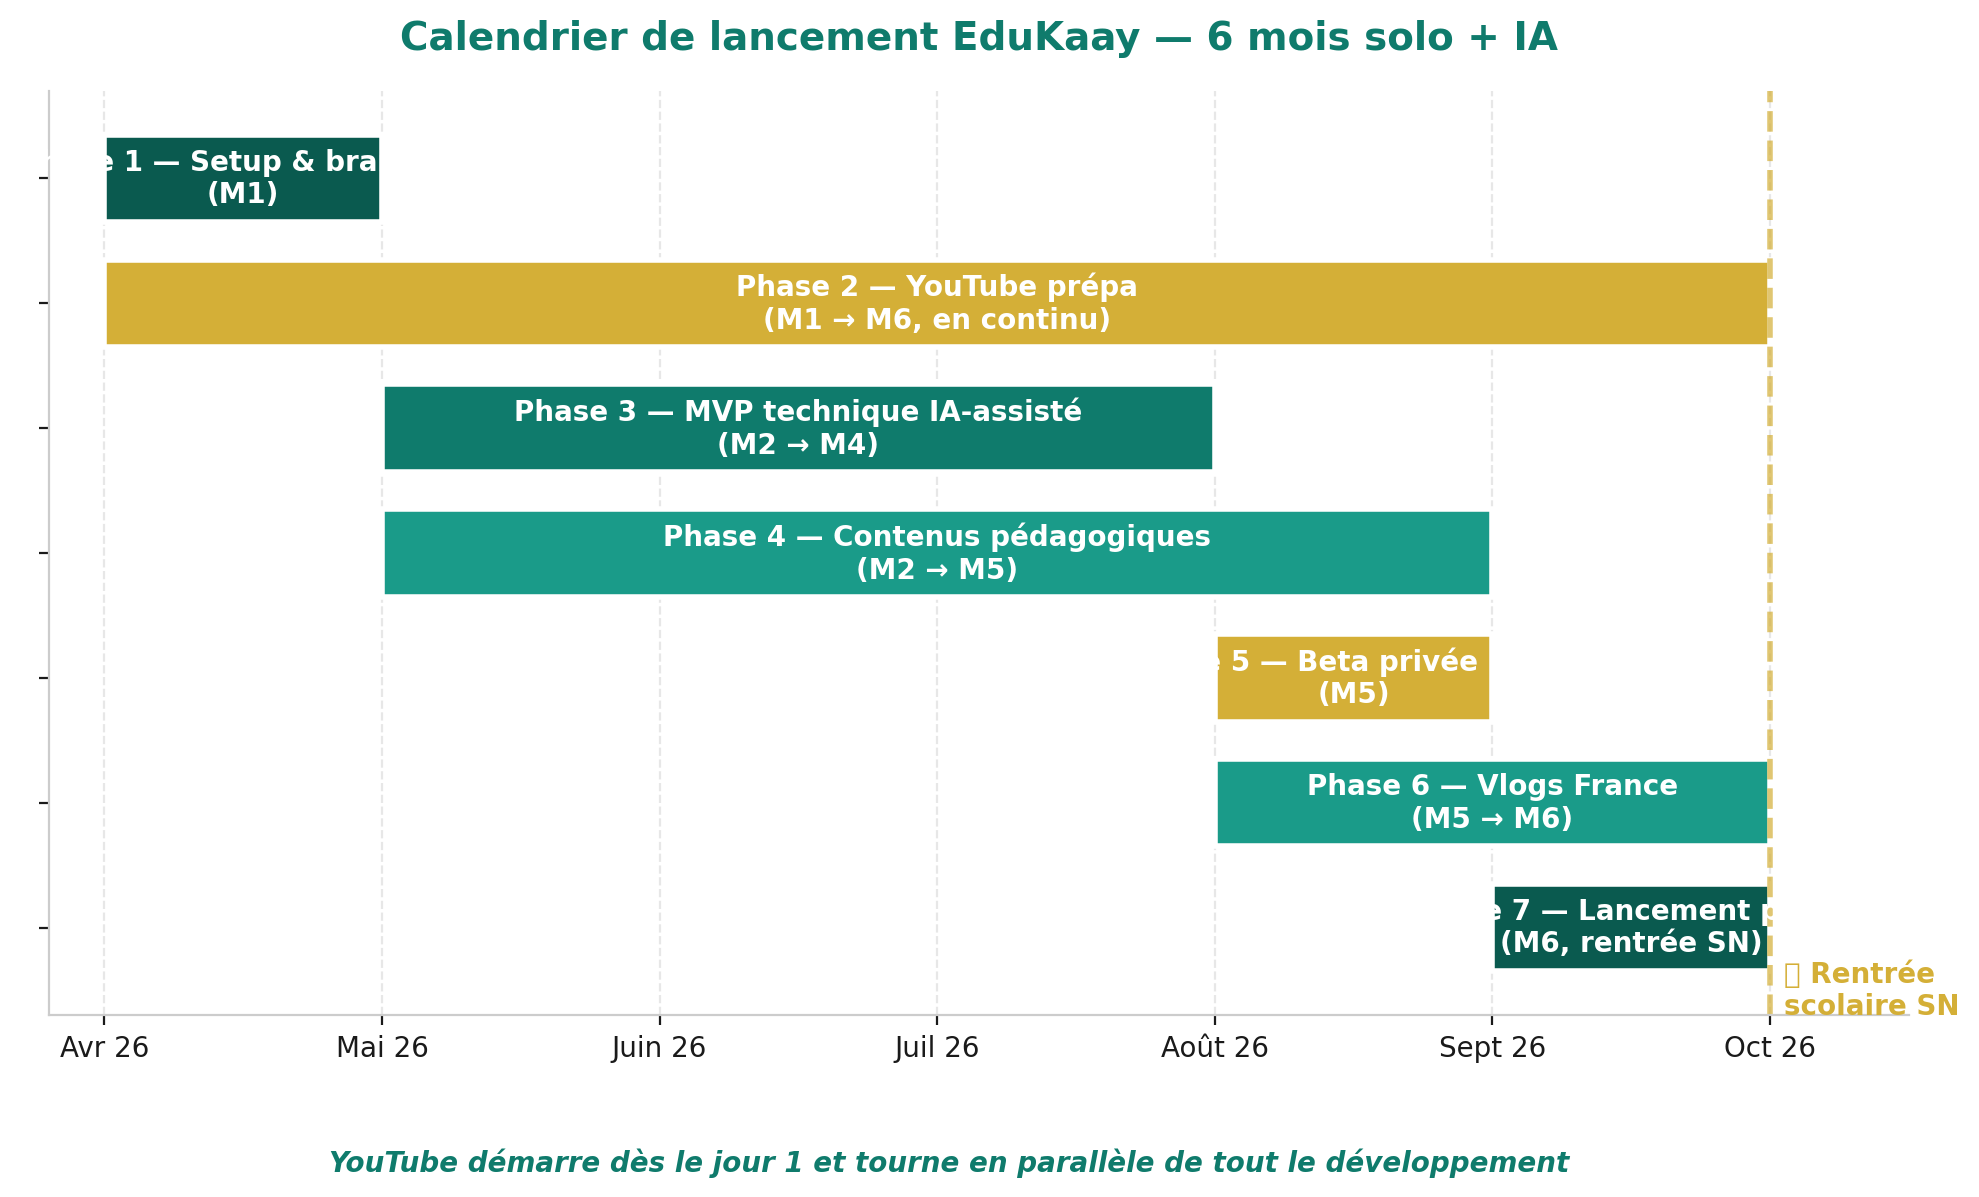 Calendrier de lancement EduKaay — 6 mois solo + IA
e 1 — Setup & bra
(M1)
Phase 2 — YouTube prépa
(M1 → M6, en continu)
Phase 3 — MVP technique IA-assisté
(M2 → M4)
Phase 4 — Contenus pédagogiques
(M2 → M5)
5 — Beta privée
(M5)
Phase 6 — Vlogs France
(M5 → M6)
e 7 — Lancement p
(M6, rentrée SN)
Rentrée
scolaire SN
Avr 26 Mai 26 Juin 26 Juil 26 Août 26 Sept 26 Oct 26
YouTube démarre dès le jour 1 et tourne en parallèle de tout le développement